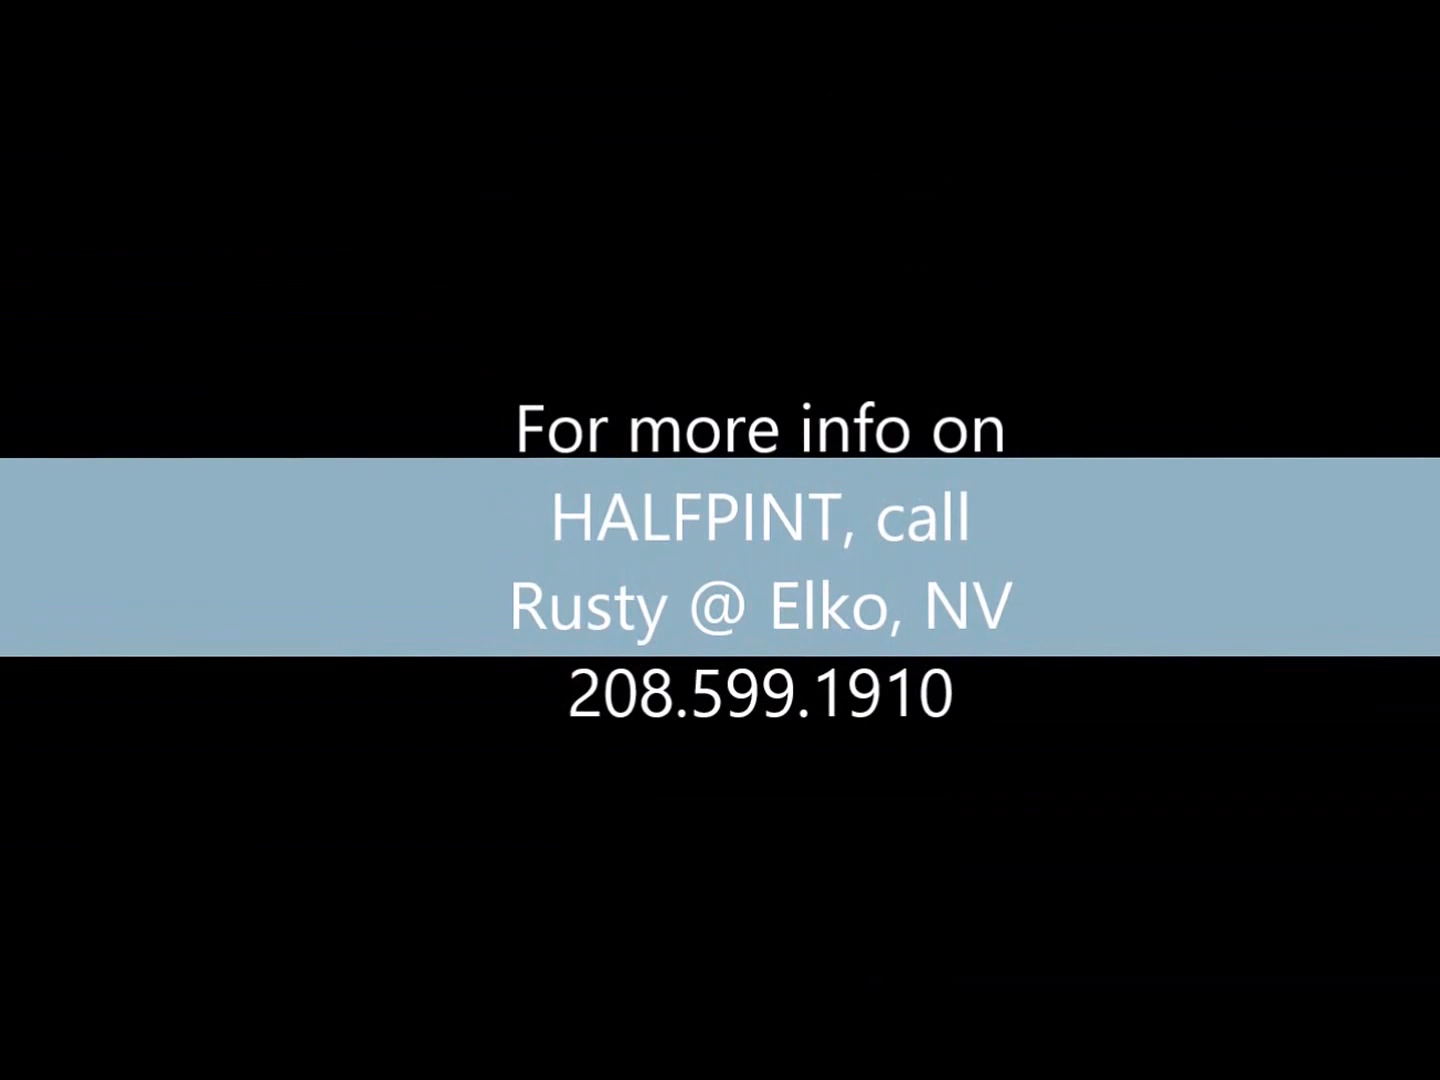 For more info on
HALFPINT, call
Rusty @ Elko, NV
208.599.1910